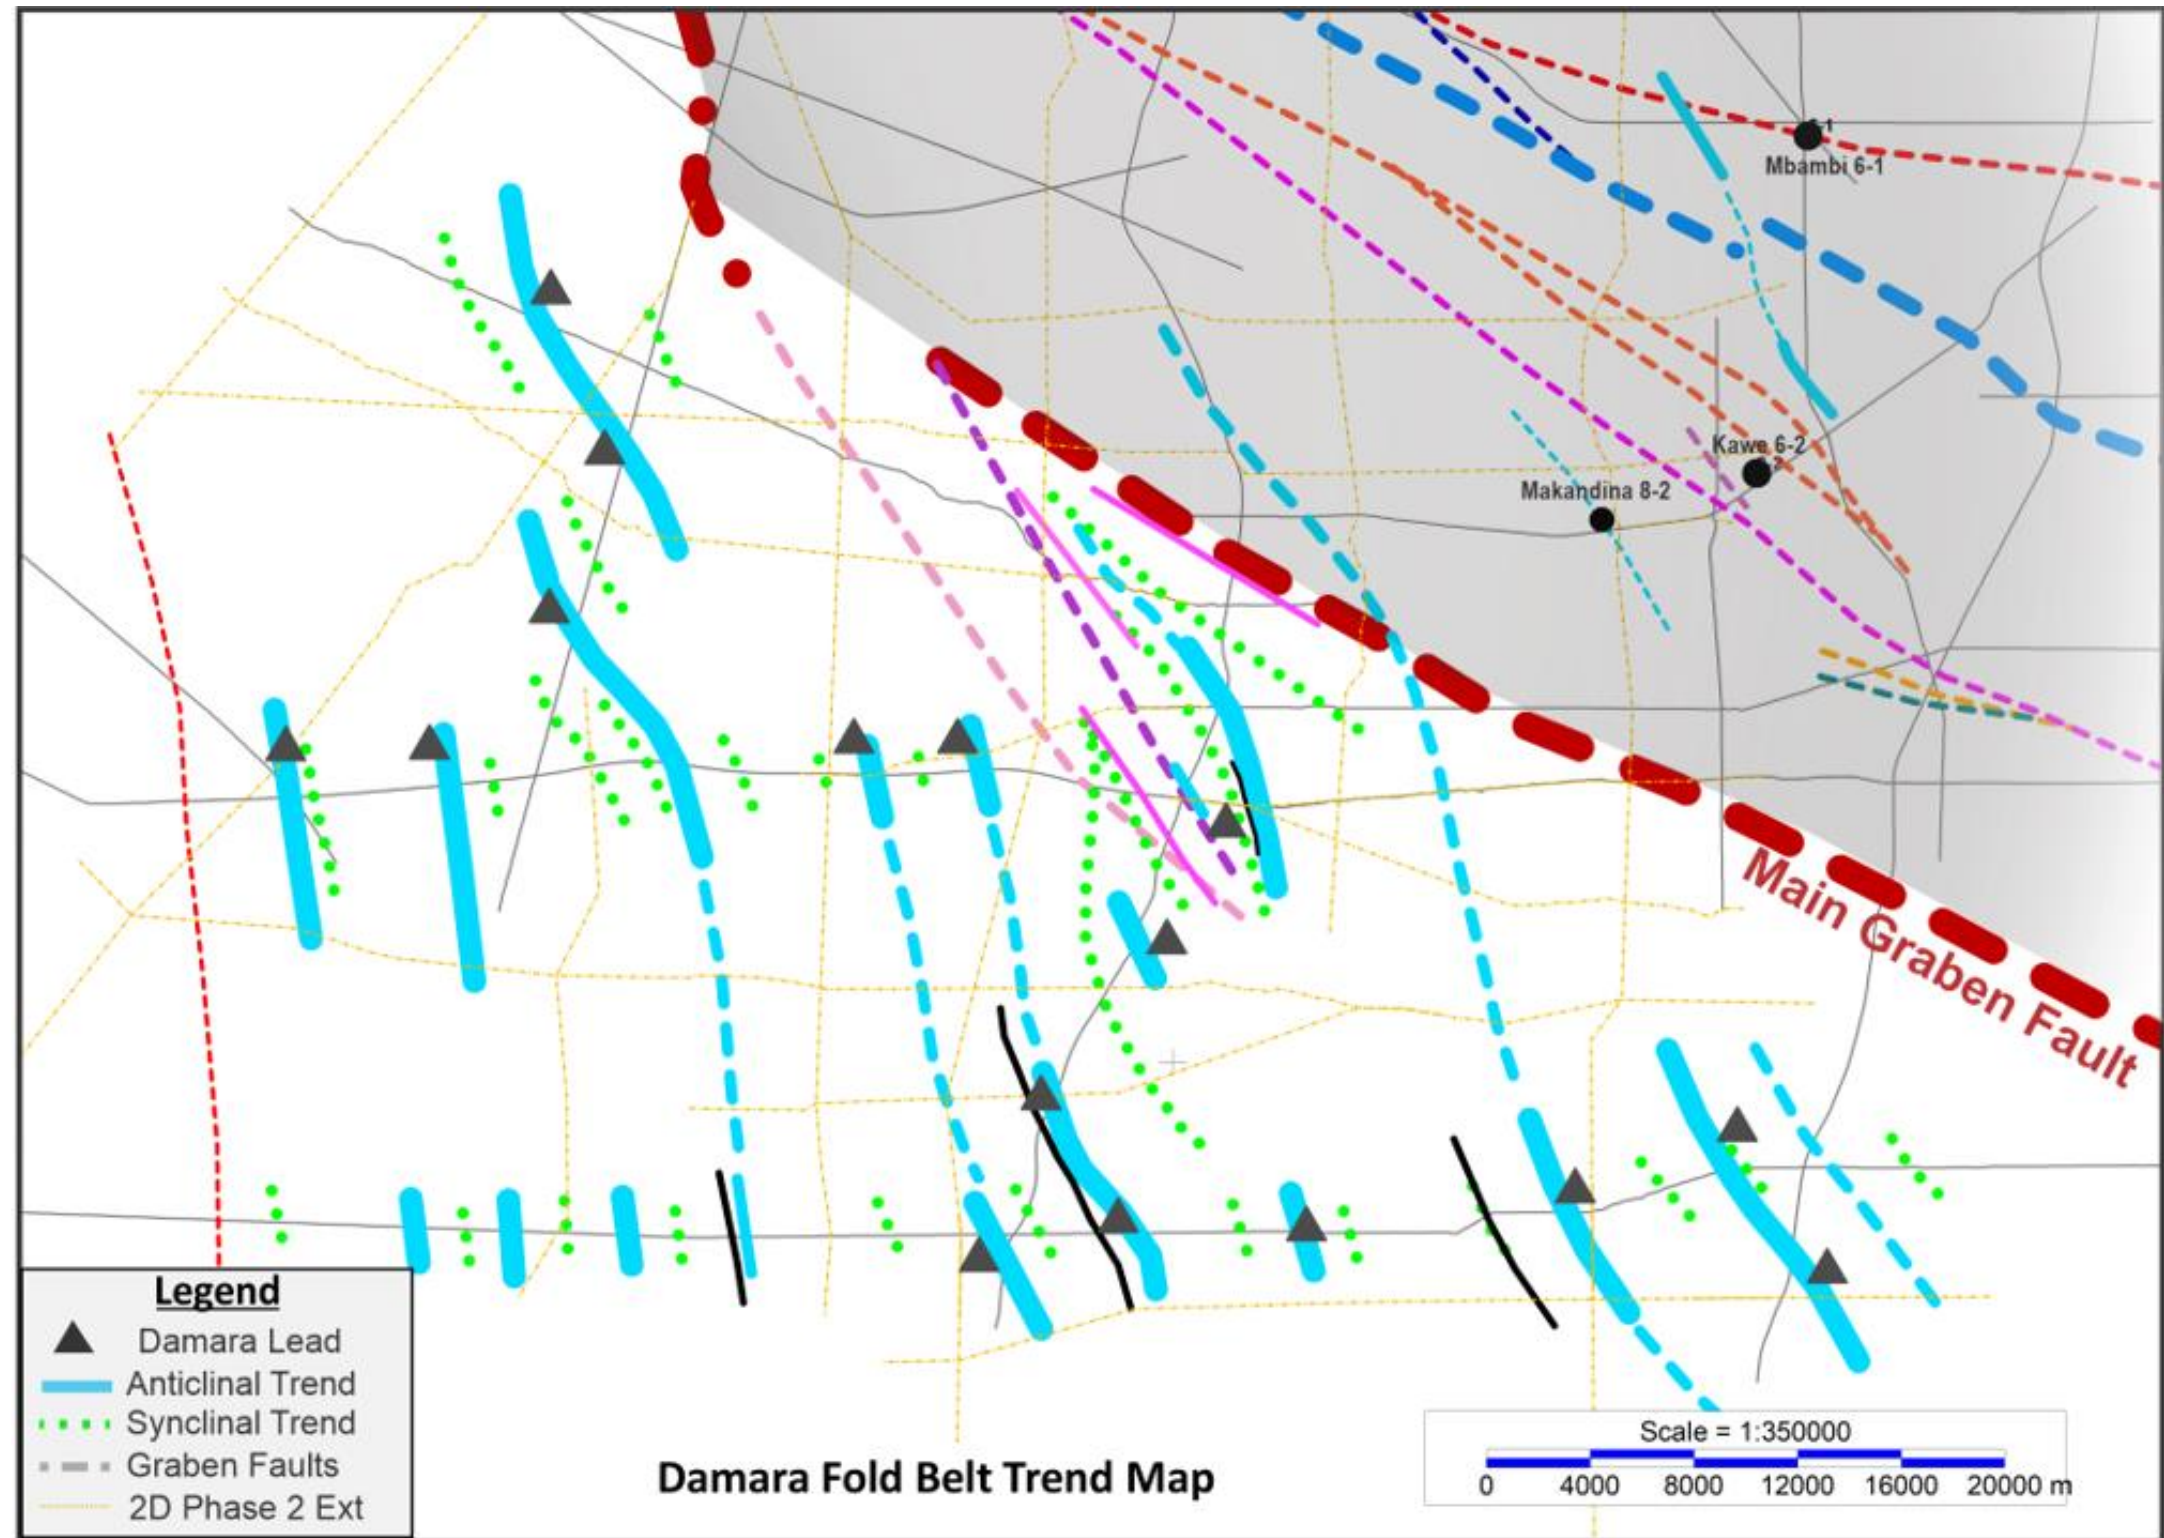 Mbambi 6-1
Kawe 6-2
Makandina 8-2
Main Graben Fault
Legend
Damara Lead
Anticlinal Trend
Synclinal Trend
Graben Faults
2D Phase 2 Ext
Damara Fold Belt Trend Map
Scale = 1:350000
0 4000 8000 12000 16000 20000 m